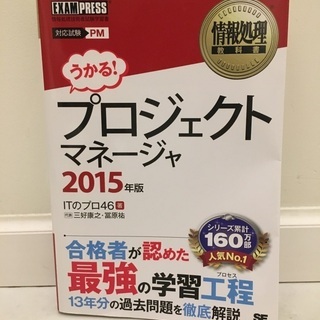 EXAMPRESS
対応試験 PM
情報処理
教科書
うかる!
プロジェクト
マネージャ
2015年版
ITのプロ46 著
代表 三好康之・冨原祐
シリーズ累計
160万部
人気No.1
合格者が認めた
最強の学習工程
プロセス
13年分の過去問題を徹底解説
SE